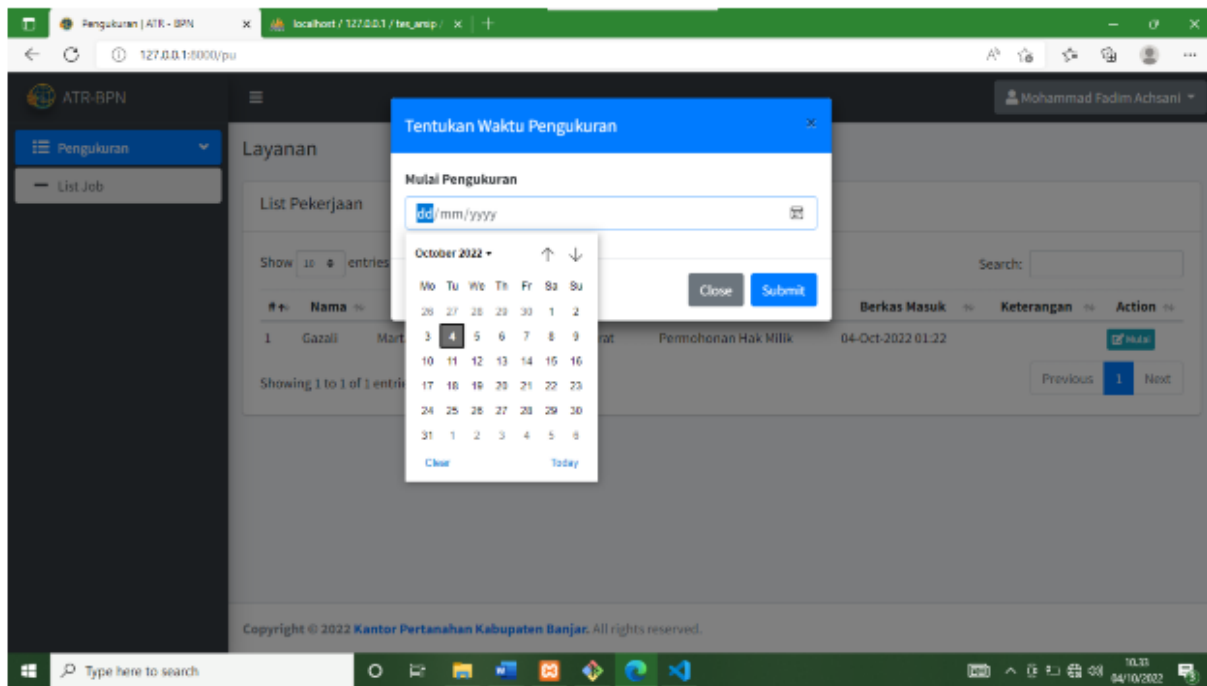 Pengukuran | ATR - BPN
localhost / 127.0.0.1 / tes_arsip /
127.0.0.1:8000/pu
ATR-BPN
Mohammad Fadim Achsani
Pengukuran
List Job
Layanan
Tentukan Waktu Pengukuran
Mulai Pengukuran
dd/mm/yyyy
List Pekerjaan
Show 10 entries
Search:
October 2022
Mo Tu We Th Fr Sa Su
26 27 28 29 30 1 2
3 4 5 6 7 8 9
10 11 12 13 14 15 16
17 18 19 20 21 22 23
24 25 26 27 28 29 30
31 1 2 3 4 5 6
Clear Today
Close Submit
# Nama Berkas Masuk Keterangan Action
1 Gazali Mart rat Permohonan Hak Milik 04-Oct-2022 01:22 Mulai
Showing 1 to 1 of 1 entri
Previous 1 Next
Copyright © 2022 Kantor Pertanahan Kabupaten Banjar. All rights reserved.
Type here to search
10.33
04/10/2022